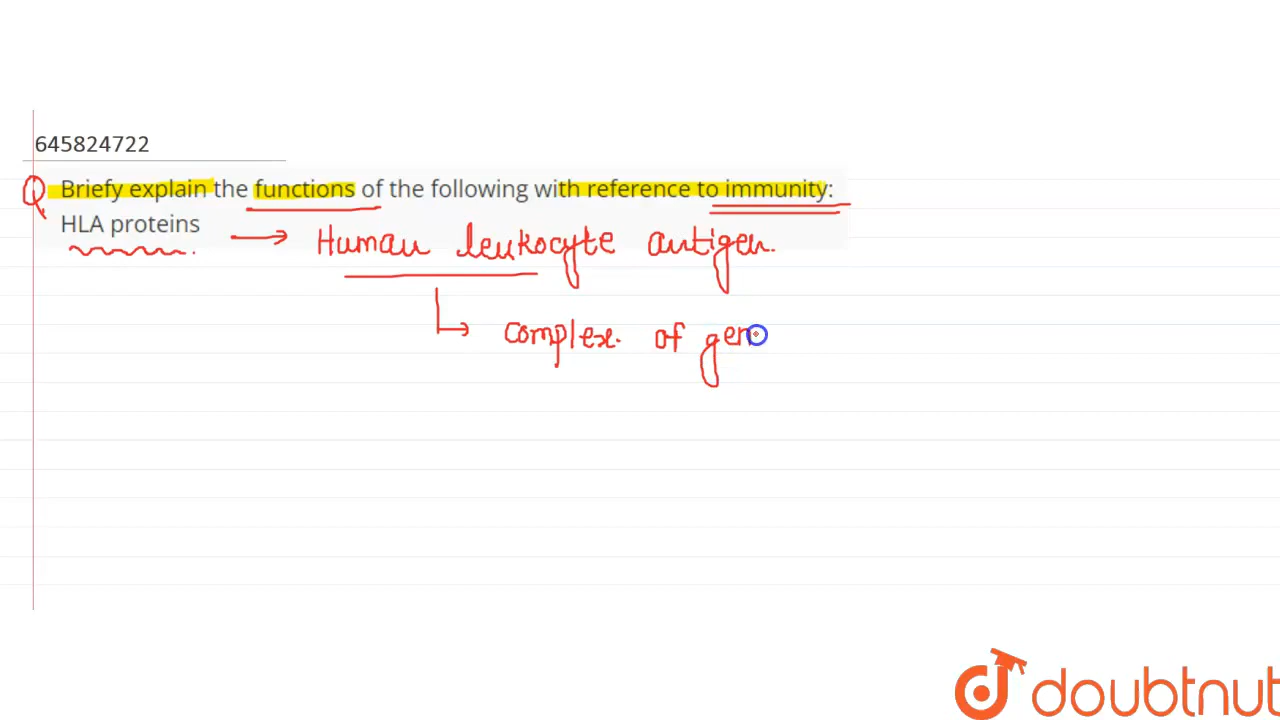 645824722
Q Briefy explain the functions of the following with reference to immunity:
HLA proteins → Human leukocyte antigen.
↳ complex. of gen
doubtnut